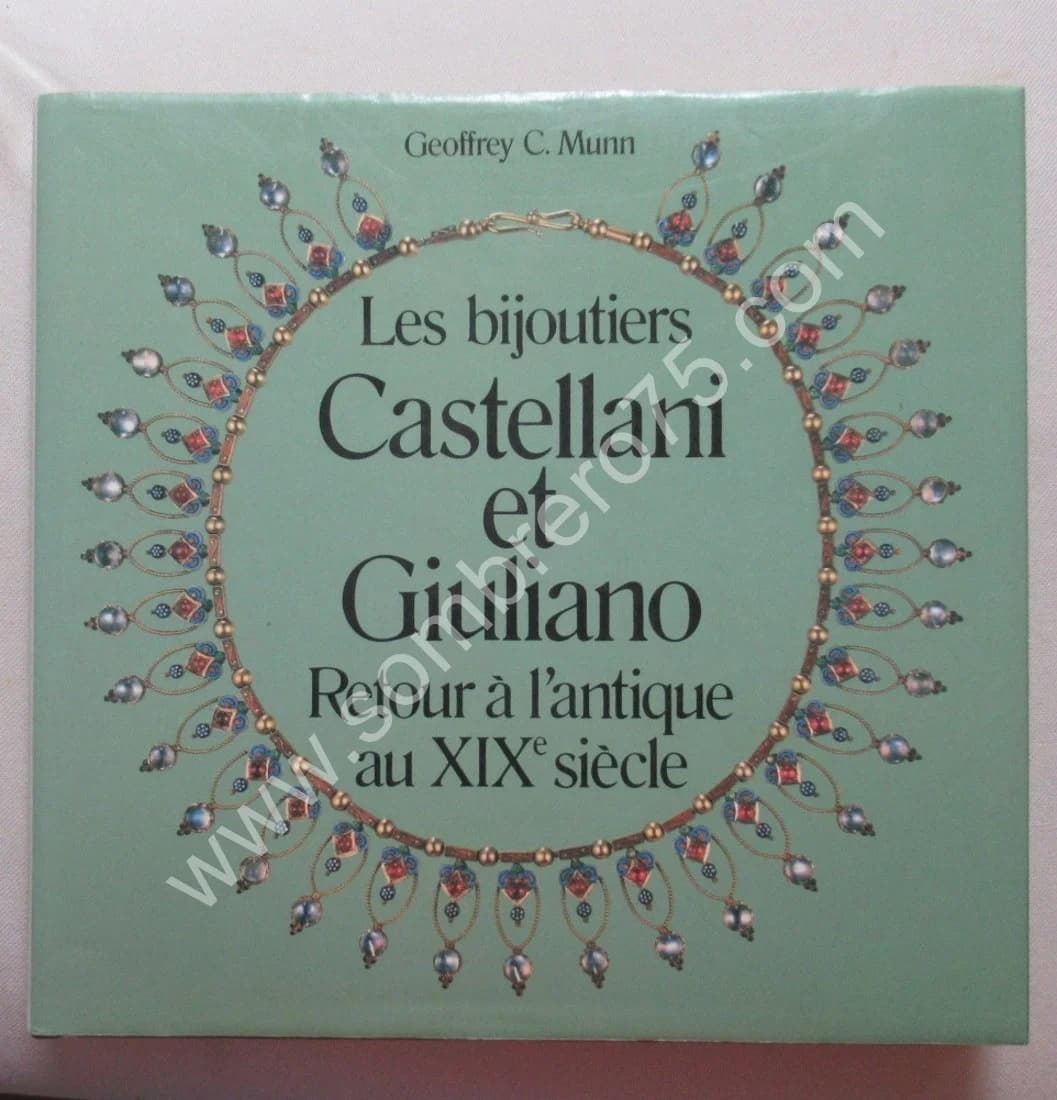 Geoffrey C. Munn
Les bijoutiers
Castellani
et
Giuliano
Retour à l'antique
au XIXe siècle
www.sombrero75.com